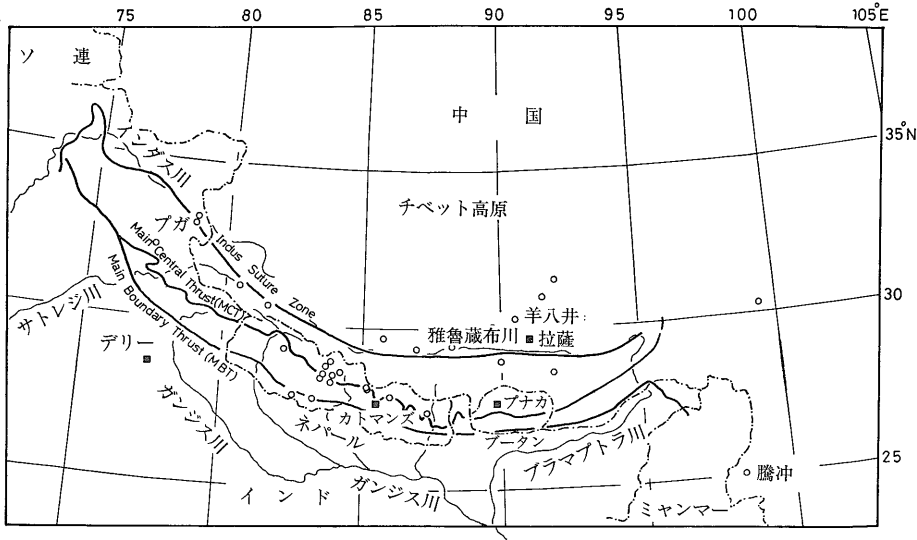 75 80 85 90 95 100 105°E
ソ 連
中 国
35°N
インダス川
チベット高原
プガ
Indus Suture Zone
Main Central Thrust(MCT)
Main Boundary Thrust (MBT)
30
サトレジ川
羊八井
雅魯蔵布川
拉薩
デリー
プナカ
カトマンズ
ネパール
ブータン
ガンジス川
ブラマプトラ川
25
騰冲
ガンジス川
インド
ミャンマー